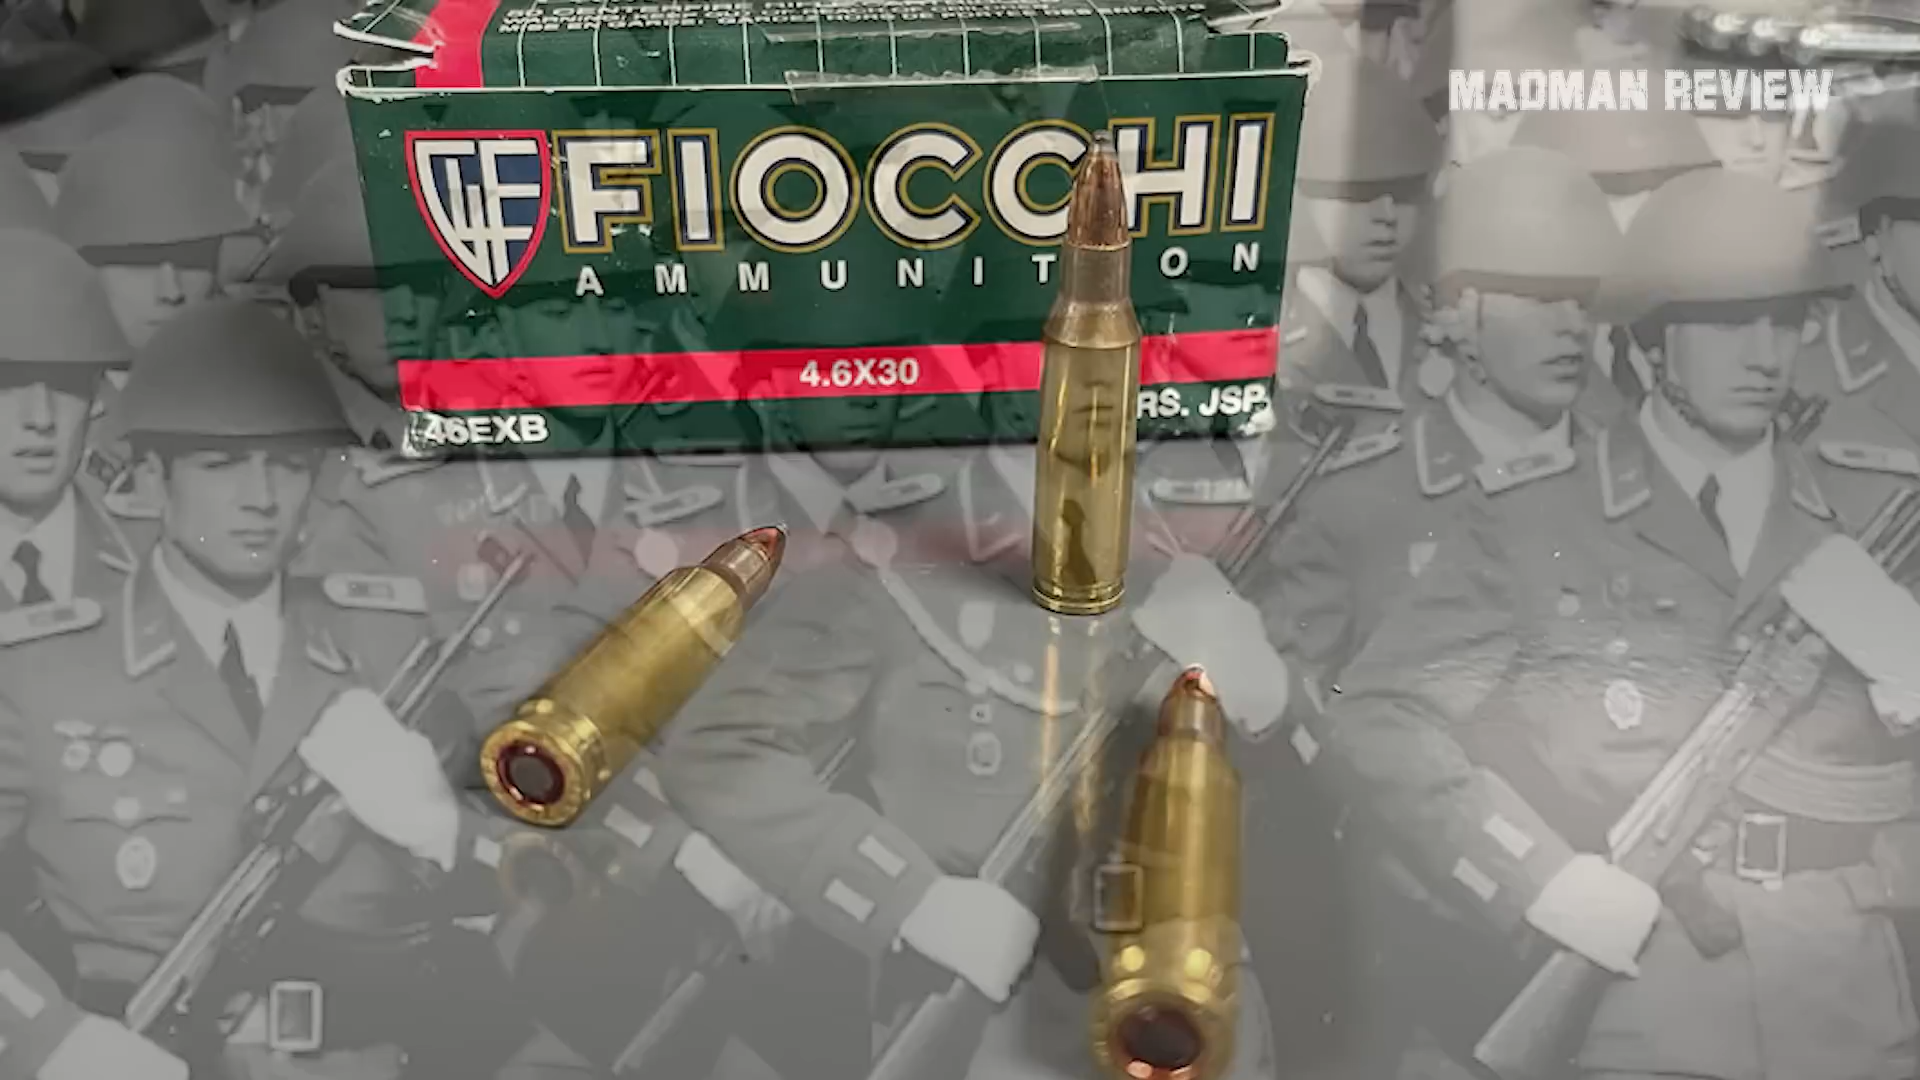 MADMAN REVIEW
FIOCCHI
AMMUNITION
4.6X30
46EXB
RS. JSP